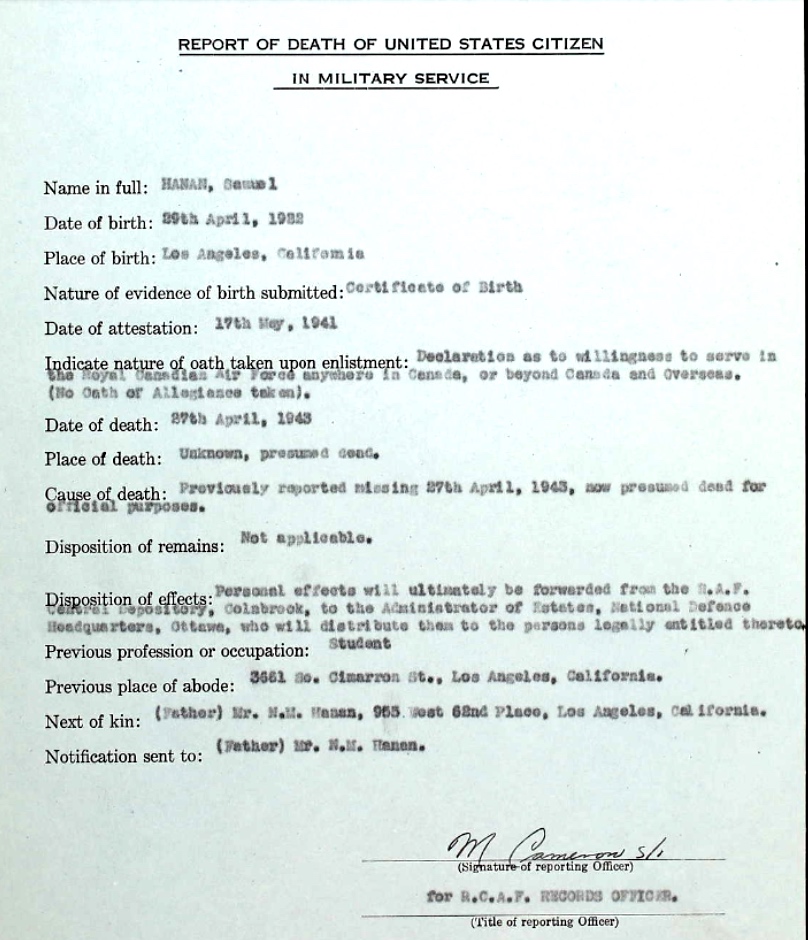 REPORT OF DEATH OF UNITED STATES CITIZEN
IN MILITARY SERVICE
Name in full: HANAN, Samuel
Date of birth: 29th April, 1922
Place of birth: Los Angeles, California
Nature of evidence of birth submitted: Certificate of Birth
Date of attestation: 17th May, 1941
Indicate nature of oath taken upon enlistment: Declaration as to willingness to serve in
the Royal Canadian Air Force anywhere in Canada, or beyond Canada and Overseas.
(No Oath of Allegiance taken).
Date of death: 27th April, 1943
Place of death: Unknown, presumed dead.
Cause of death: Previously reported missing 27th April, 1943, now presumed dead for
official purposes.
Disposition of remains: Not applicable.
Disposition of effects: Personal effects will ultimately be forwarded from the R.A.F.
Central Depository, Colnbrook, to the Administrator of Estates, National Defence
Headquarters, Ottawa, who will distribute them to the persons legally entitled thereto.
Previous profession or occupation: Student
Previous place of abode: 3661 So. Cimarron St., Los Angeles, California.
Next of kin: (Father) Mr. N.M. Hanan, 953 West 62nd Place, Los Angeles, California.
Notification sent to: (Father) Mr. N.M. Hanan.
M Cameron s/o
(Signature of reporting Officer)
for R.C.A.F. RECORDS OFFICER.
(Title of reporting Officer)